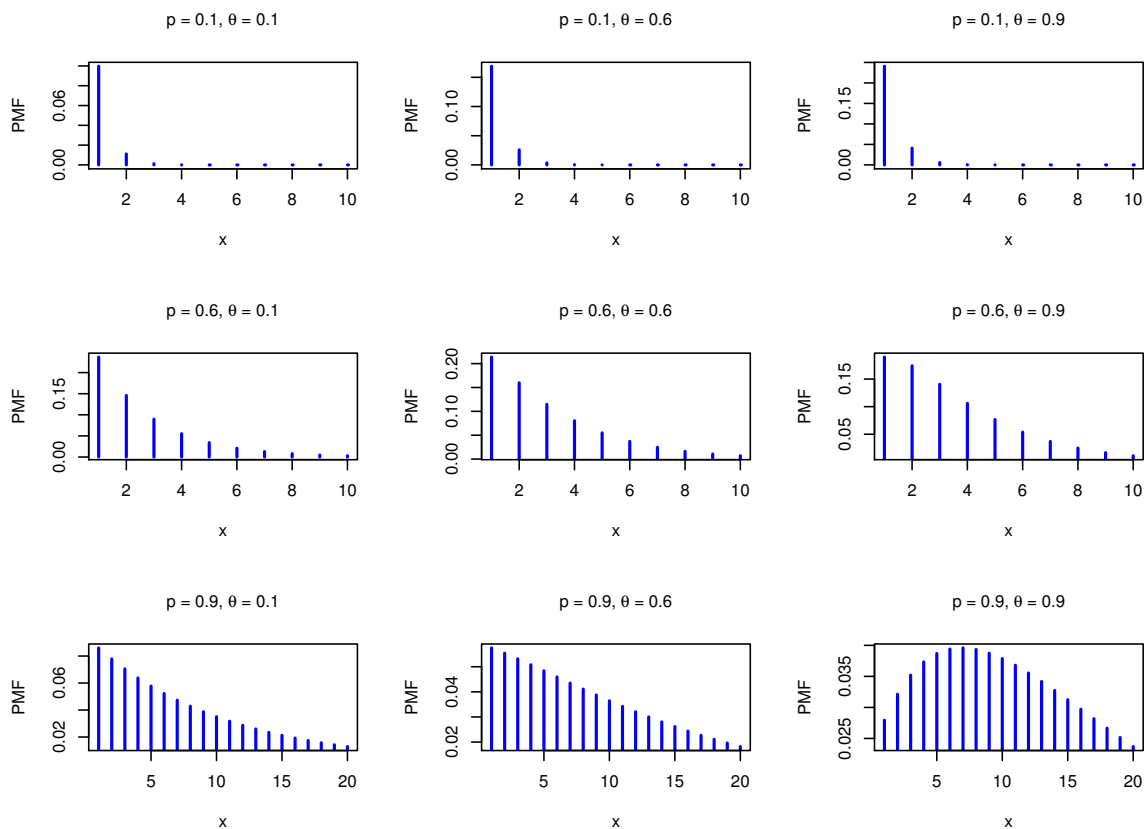 p = 0.1, θ = 0.1
PMF
0.00 0.06
2 4 6 8 10
x
p = 0.1, θ = 0.6
PMF
0.00 0.10
2 4 6 8 10
x
p = 0.1, θ = 0.9
PMF
0.00 0.15
2 4 6 8 10
x
p = 0.6, θ = 0.1
PMF
0.00 0.15
2 4 6 8 10
x
p = 0.6, θ = 0.6
PMF
0.00 0.10 0.20
2 4 6 8 10
x
p = 0.6, θ = 0.9
PMF
0.05 0.15
2 4 6 8 10
x
p = 0.9, θ = 0.1
PMF
0.02 0.06
5 10 15 20
x
p = 0.9, θ = 0.6
PMF
0.02 0.04
5 10 15 20
x
p = 0.9, θ = 0.9
PMF
0.025 0.035
5 10 15 20
x